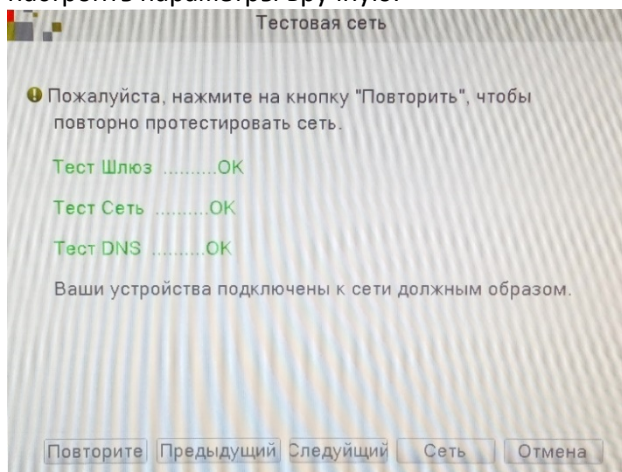 Тестовая сеть
Пожалуйста, нажмите на кнопку "Повторить", чтобы
повторно протестировать сеть.
Тест Шлюз ..........OK
Тест Сеть ..........OK
Тест DNS ..........OK
Ваши устройства подключены к сети должным образом.
Повторите Предыдущий Следуйщий Сеть Отмена